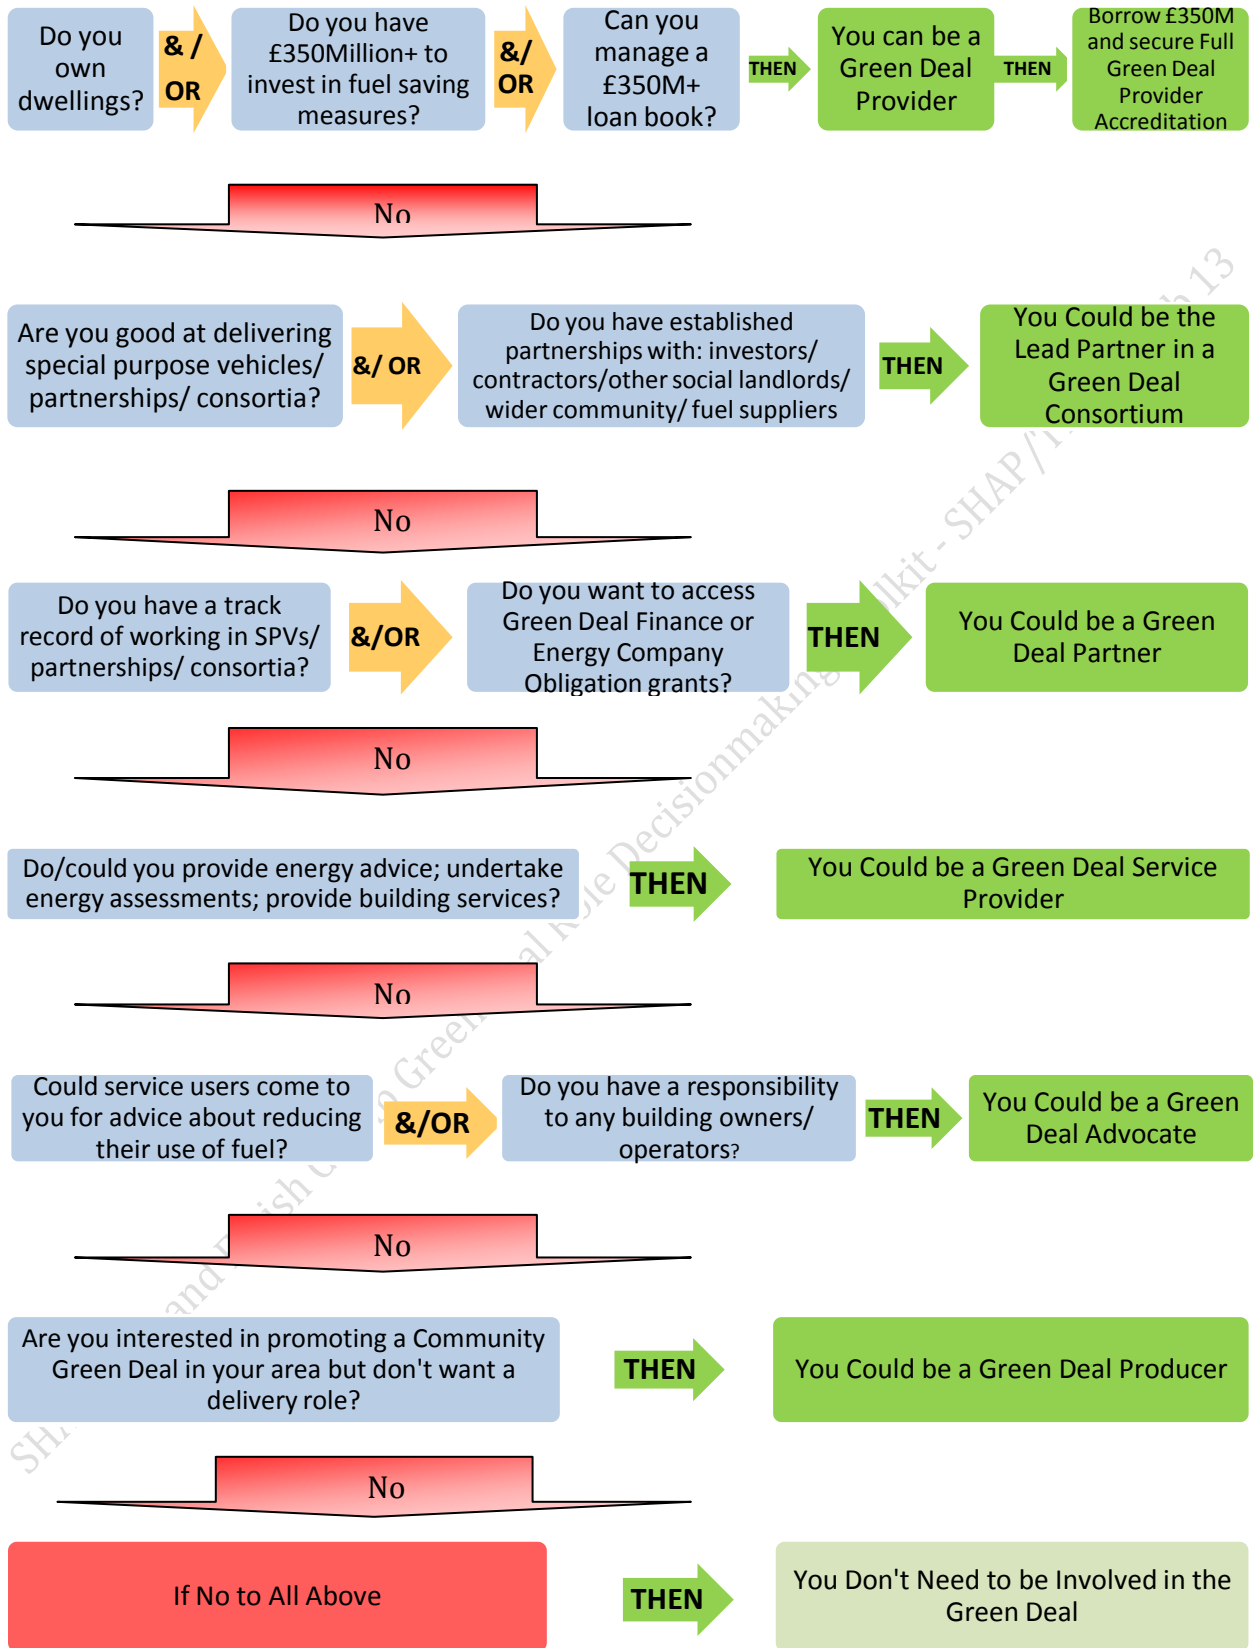 Do you
own
dwellings?
& /
OR
Do you have
£350Million+ to
invest in fuel saving
measures?
&/
OR
Can you
manage a
£350M+
loan book?
THEN
You can be a
Green Deal
Provider
THEN
Borrow £350M
and secure Full
Green Deal
Provider
Accreditation
No
Are you good at delivering
special purpose vehicles/
partnerships/ consortia?
&/ OR
Do you have established
partnerships with: investors/
contractors/other social landlords/
wider community/ fuel suppliers
THEN
You Could be the
Lead Partner in a
Green Deal
Consortium
No
Do you have a track
record of working in SPVs/
partnerships/ consortia?
&/OR
Do you want to access
Green Deal Finance or
Energy Company
Obligation grants?
THEN
You Could be a Green
Deal Partner
No
Do/could you provide energy advice; undertake
energy assessments; provide building services?
THEN
You Could be a Green Deal Service
Provider
No
Could service users come to
you for advice about reducing
their use of fuel?
&/OR
Do you have a responsibility
to any building owners/
operators?
THEN
You Could be a Green
Deal Advocate
No
Are you interested in promoting a Community
Green Deal in your area but don't want a
delivery role?
THEN
You Could be a Green Deal Producer
No
If No to All Above
THEN
You Don't Need to be Involved in the
Green Deal
and Decisionmaking - SHAP/ 13